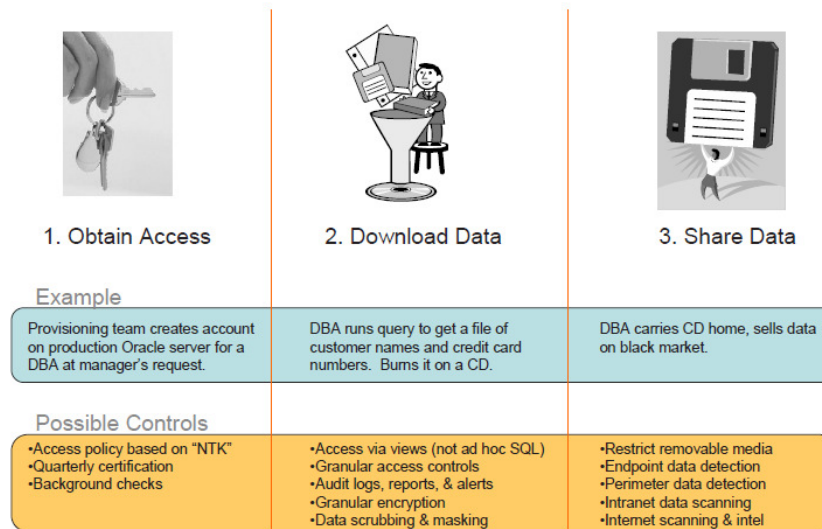 1. Obtain Access
2. Download Data
3. Share Data
Example
Provisioning team creates account
on production Oracle server for a
DBA at manager's request.
DBA runs query to get a file of
customer names and credit card
numbers. Burns it on a CD.
DBA carries CD home, sells data
on black market.
Possible Controls
•Access policy based on “NTK”
•Quarterly certification
•Background checks
•Access via views (not ad hoc SQL)
•Granular access controls
•Audit logs, reports, & alerts
•Granular encryption
•Data scrubbing & masking
•Restrict removable media
•Endpoint data detection
•Perimeter data detection
•Intranet data scanning
•Internet scanning & intel